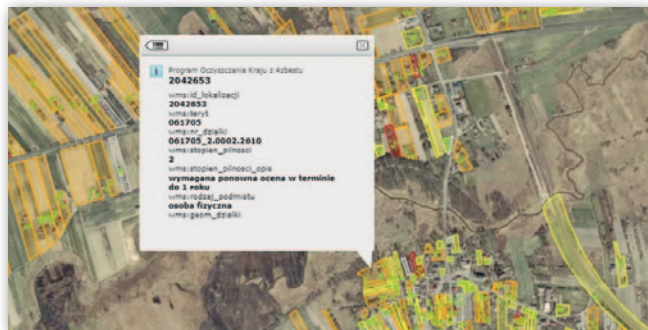 Program Oczyszczania Kraju z Azbestu
2042653
wms:id_lokalizacji
2042653
wms:teryt
061705
wms:nr_dzialki
061705_2.0002.2610
wms:stopien_pilnosci
2
wms:stopien_pilnosci_opis
wymagana ponowna ocena w terminie
do 1 roku
wms:rodzaj_podmiotu
osoba fizyczna
wms:geom_dzialki